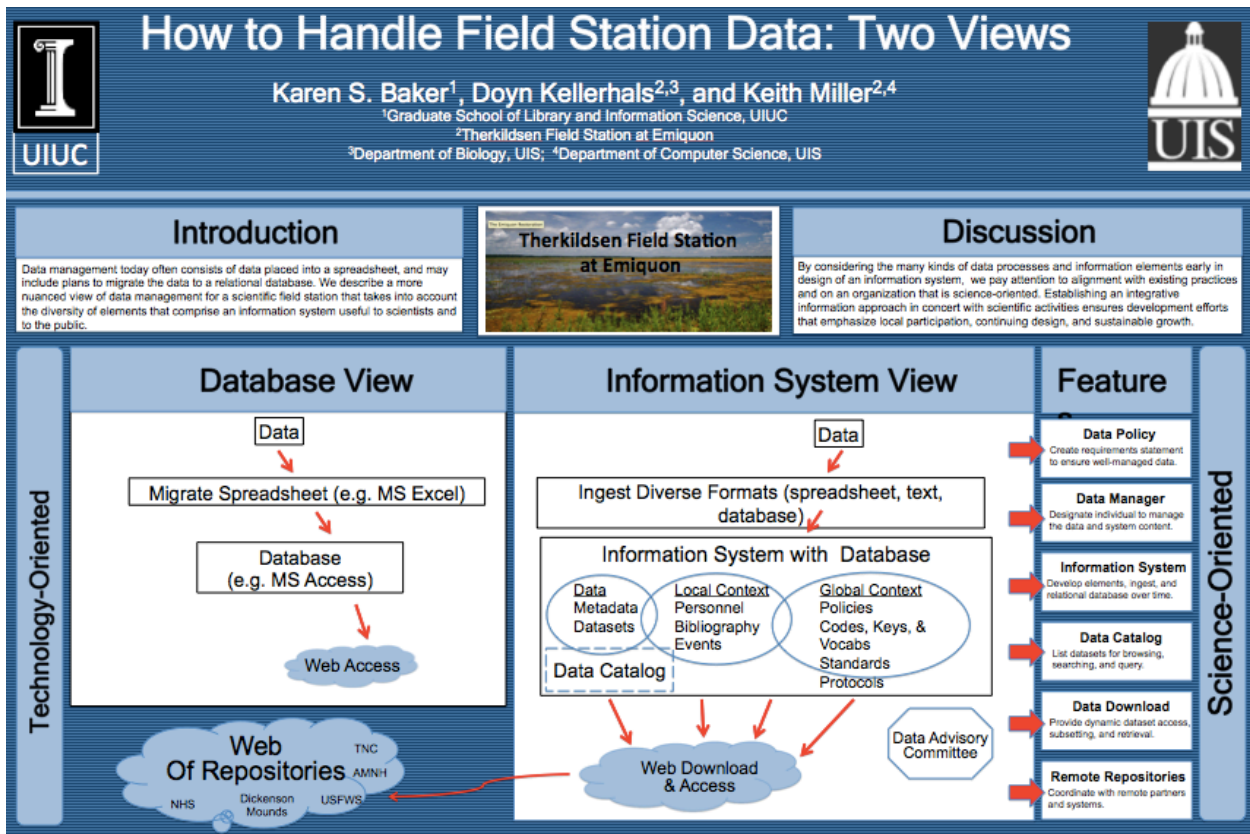 How to Handle Field Station Data: Two Views
Karen S. Baker1, Doyn Kellerhals2,3, and Keith Miller2,4
1Graduate School of Library and Information Science, UIUC
2Therkildsen Field Station at Emiquon
3Department of Biology, UIS; 4Department of Computer Science, UIS
I
UIUC
UIS
Introduction
Data management today often consists of data placed into a spreadsheet, and may
include plans to migrate the data to a relational database. We describe a more
nuanced view of data management for a scientific field station that takes into account
the diversity of elements that comprise an information system useful to scientists and
to the public.
The Emiquon Restoration
Therkildsen Field Station
at Emiquon
Discussion
By considering the many kinds of data processes and information elements early in
design of an information system, we pay attention to alignment with existing practices
and on an organization that is science-oriented. Establishing an integrative
information approach in concert with scientific activities ensures development efforts
that emphasize local participation, continuing design, and sustainable growth.
Technology-Oriented
Database View
Data
Migrate Spreadsheet (e.g. MS Excel)
Database
(e.g. MS Access)
Web Access
Web
Of Repositories
TNC
AMNH
USFWS
Dickenson
Mounds
NHS
Information System View
Data
Ingest Diverse Formats (spreadsheet, text,
database)
Information System with Database
Data
Metadata
Datasets
Data Catalog
Local Context
Personnel
Bibliography
Events
Global Context
Policies
Codes, Keys, &
Vocabs
Standards
Protocols
Web Download
& Access
Data Advisory
Committee
Feature
s
Data Policy
Create requirements statement
to ensure well-managed data.
Data Manager
Designate individual to manage
the data and system content.
Information System
Develop elements, ingest, and
relational database over time.
Data Catalog
List datasets for browsing,
searching, and query.
Data Download
Provide dynamic dataset access,
subsetting, and retrieval.
Remote Repositories
Coordinate with remote partners
and systems.
Science-Oriented